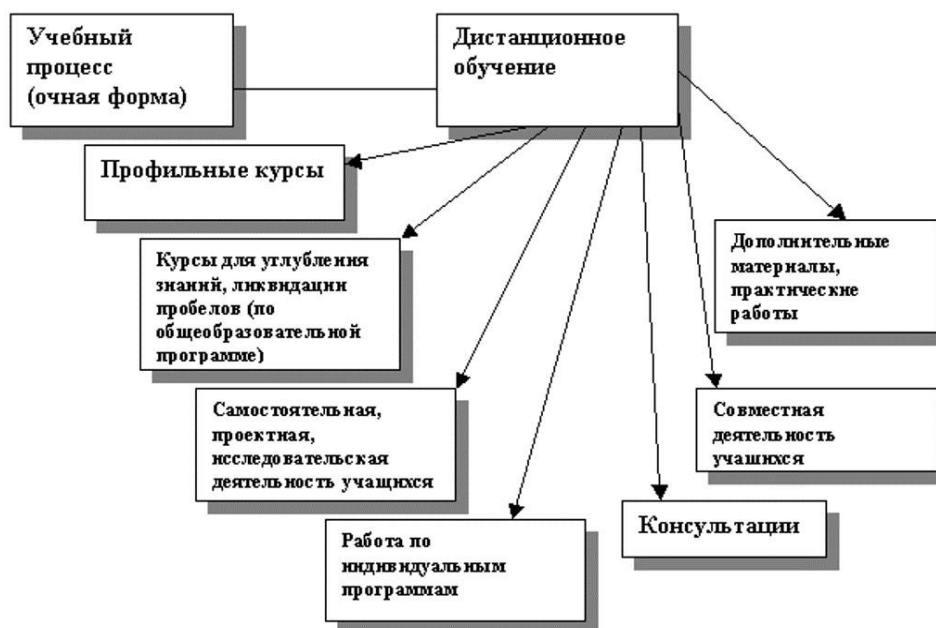 Учебный
процесс
(очная форма)
Дистанционное
обучение
Профильные курсы
Курсы для углубления
знаний, ликвидации
пробелов (по
общеобразовательной
программе)
Дополнительные
материалы,
практические
работы
Самостоятельная,
проектная,
исследовательская
деятельность учащихся
Совместная
деятельность
учашихся
Работа по
индивидуальным
программам
Консультации